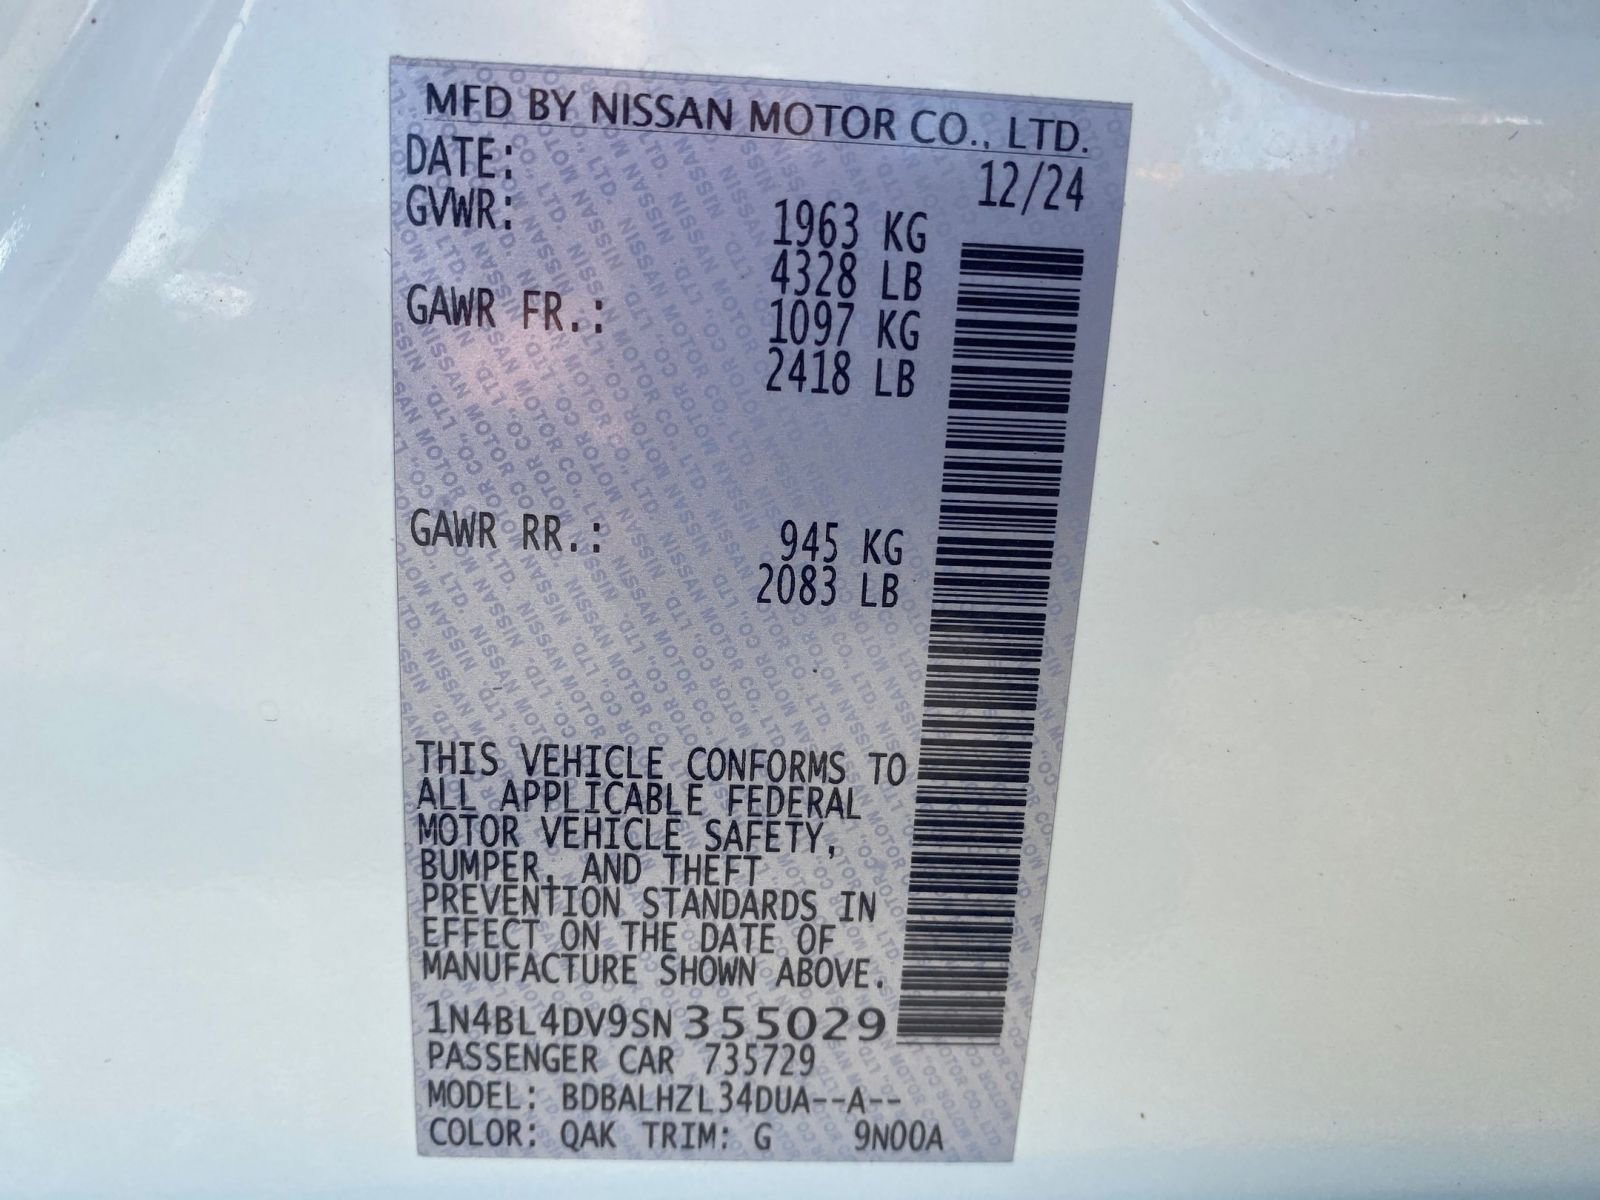 MFD BY NISSAN MOTOR CO., LTD.
DATE: 12/24
GVWR: 1963 KG
4328 LB
GAWR FR.: 1097 KG
2418 LB
GAWR RR.: 945 KG
2083 LB
THIS VEHICLE CONFORMS TO
ALL APPLICABLE FEDERAL
MOTOR VEHICLE SAFETY,
BUMPER, AND THEFT
PREVENTION STANDARDS IN
EFFECT ON THE DATE OF
MANUFACTURE SHOWN ABOVE.
1N4BL4DV9SN355029
PASSENGER CAR 735729
MODEL: BDBALHZL34DUA--A--
COLOR: QAK TRIM: G 9N00A